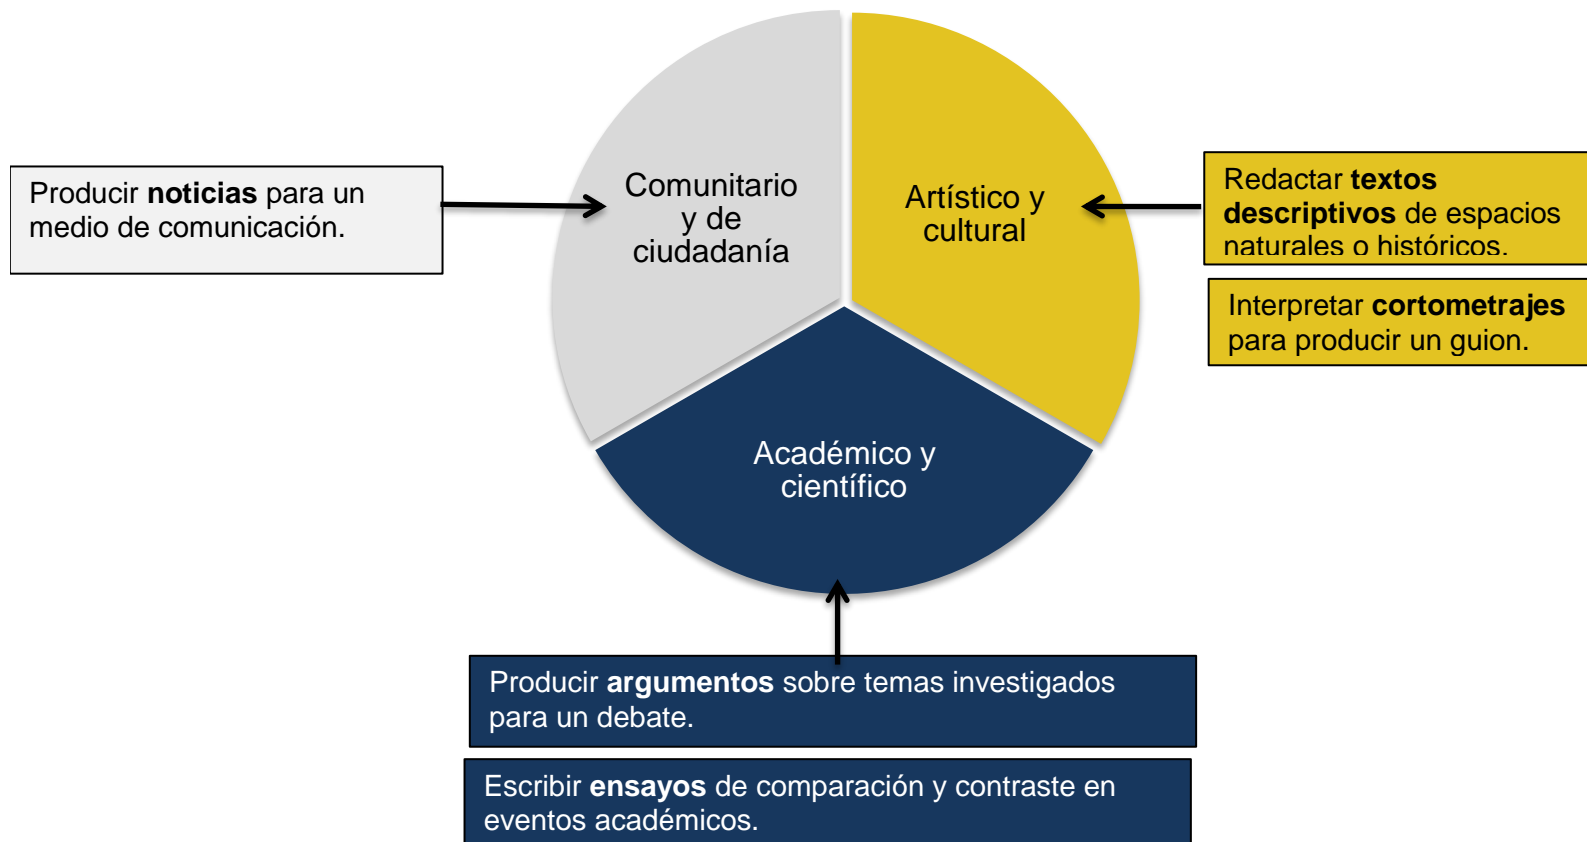 Producir noticias para un
medio de comunicación.
Comunitario
y de
ciudadanía
Artístico y
cultural
Redactar textos
descriptivos de espacios
naturales o históricos.
Interpretar cortometrajes
para producir un guion.
Académico y
científico
Producir argumentos sobre temas investigados
para un debate.
Escribir ensayos de comparación y contraste en
eventos académicos.